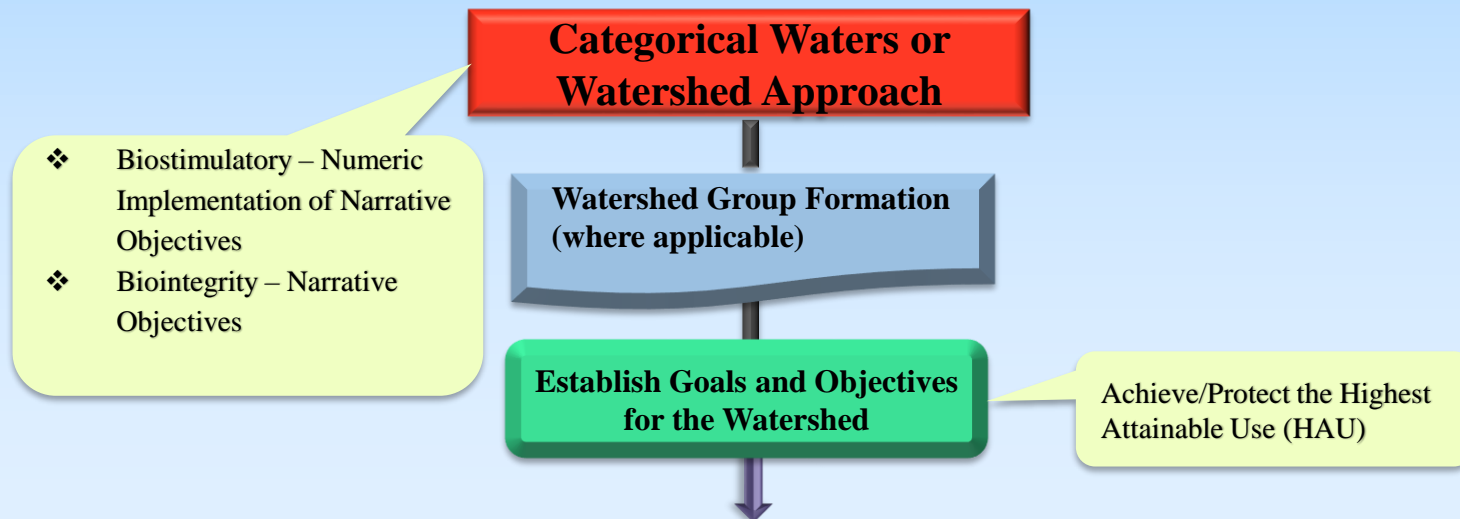 Categorical Waters or
Watershed Approach
❖ Biostimulatory – Numeric
Implementation of Narrative
Objectives
❖ Biointegrity – Narrative
Objectives
Watershed Group Formation
(where applicable)
Establish Goals and Objectives
for the Watershed
Achieve/Protect the Highest
Attainable Use (HAU)